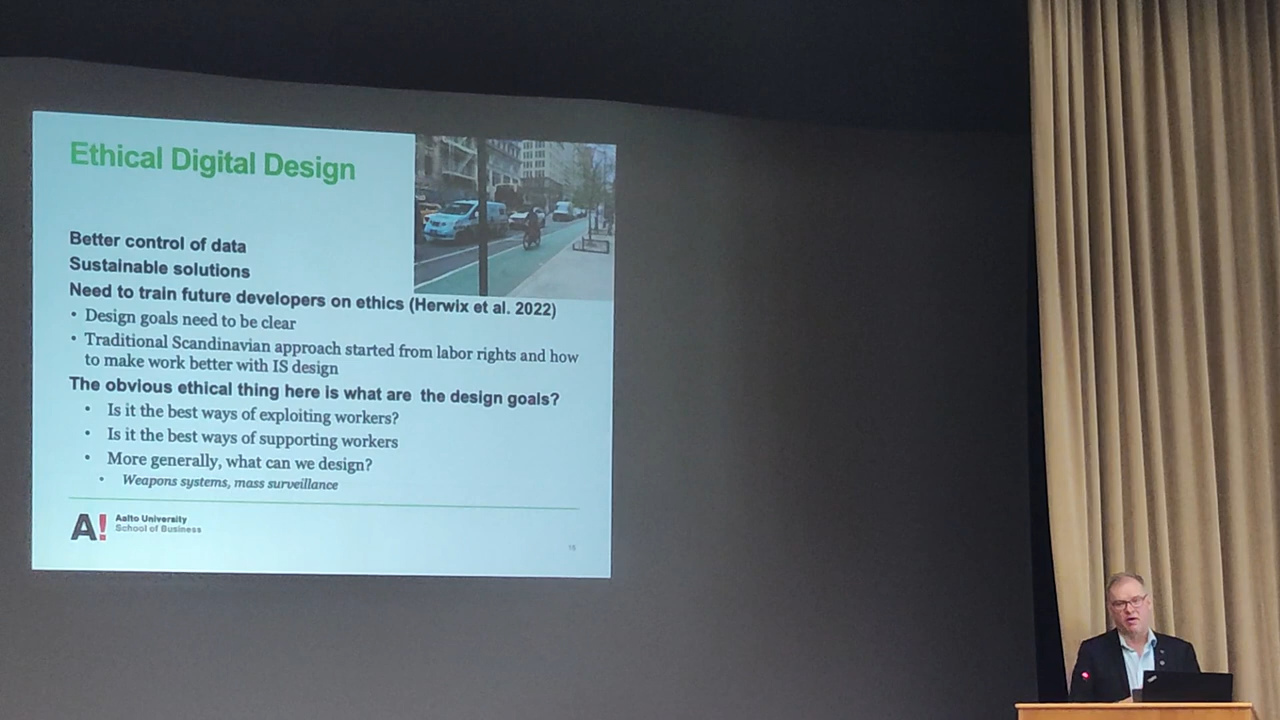 Ethical Digital Design
Better control of data
Sustainable solutions
Need to train future developers on ethics (Herwix et al. 2022)
• Design goals need to be clear
• Traditional Scandinavian approach started from labor rights and how
to make work better with IS design
The obvious ethical thing here is what are the design goals?
• Is it the best ways of exploiting workers?
• Is it the best ways of supporting workers
• More generally, what can we design?
• Weapons systems, mass surveillance
A!
Aalto University
School of Business